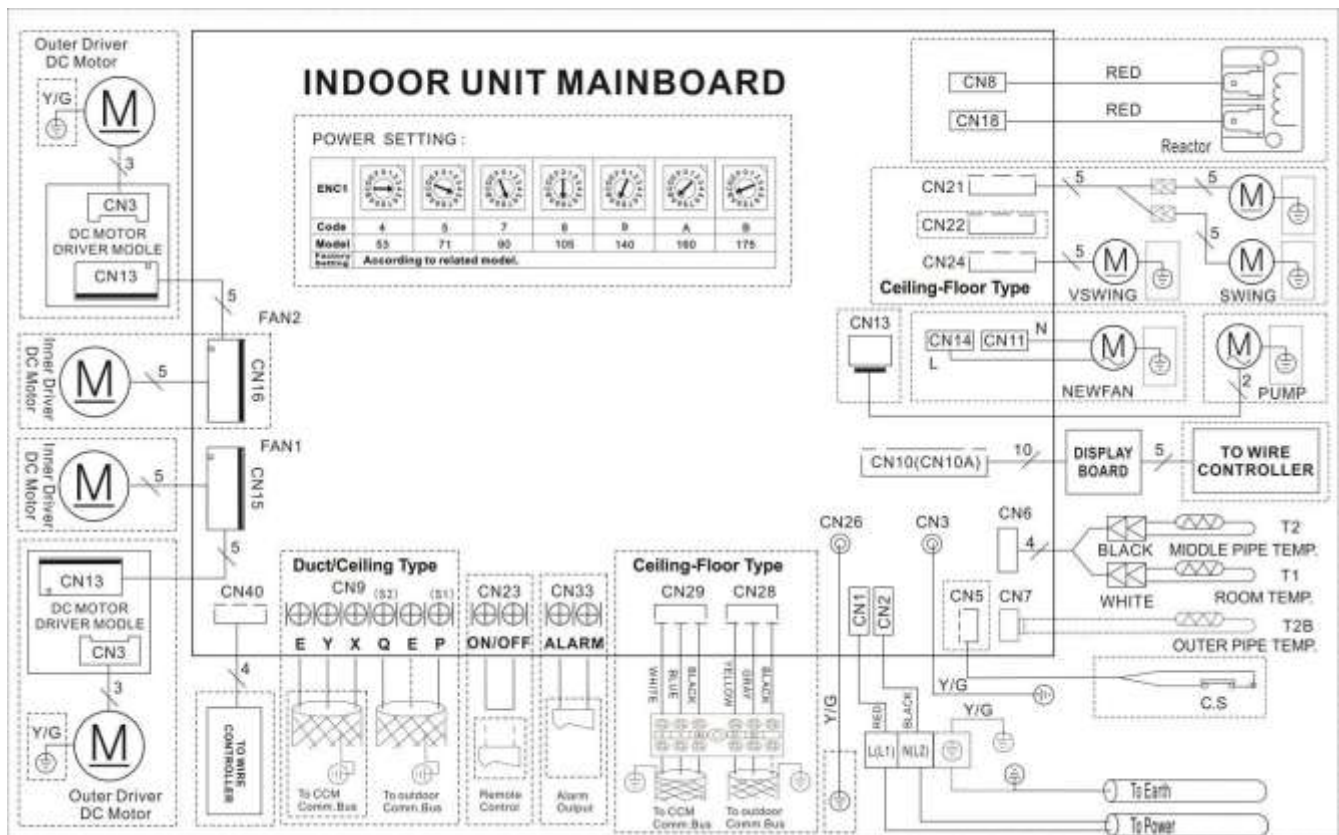 INDOOR UNIT MAINBOARD
POWER SETTING :
ENC1
Code 4 5 7 8 9 A B
Model 53 71 90 105 140 160 175
Factory Setting According to related model.
Outer Driver
DC Motor
Y/G
M
3
CN3
DC MOTOR
DRIVER MODLE
CN13
5
FAN2
Inner Driver
DC Motor
M
5
CN16
FAN1
Inner Driver
DC Motor
M
5
CN15
5
CN13
DC MOTOR
DRIVER MODLE
CN3
3
Y/G
M
Outer Driver
DC Motor
CN40
4
TO WIRE
CONTROLLER
Duct/Ceiling Type
CN9 (S2) (S1)
E Y X Q E P
To CCM
Comm.Bus
To outdoor
Comm.Bus
CN23
ON/OFF
Remote
Control
CN33
ALARM
Alarm
Output
Ceiling-Floor Type
CN29 CN28
WHITE
BLUE
BLACK
YELLOW
GRAY
BLACK
To CCM
Comm.Bus
To outdoor
Comm.Bus
CN8 RED
CN18 RED
Reactor
CN21 5 5 M
CN22
5
CN24 5 M M
Ceiling-Floor Type VSWING SWING
CN13
CN14 CN11 N
L
M
NEWFAN
M
2
PUMP
CN10(CN10A) 10
DISPLAY
BOARD
5
TO WIRE
CONTROLLER
CN26
Y/G
CN3
Y/G
CN1
CN2
RED
BLACK
L(L1) N(L2)
Y/G
CN6
4
BLACK
T2
MIDDLE PIPE TEMP.
WHITE
T1
ROOM TEMP.
CN5
CN7
T2B
OUTER PIPE TEMP.
C.S
To Earth
To Power